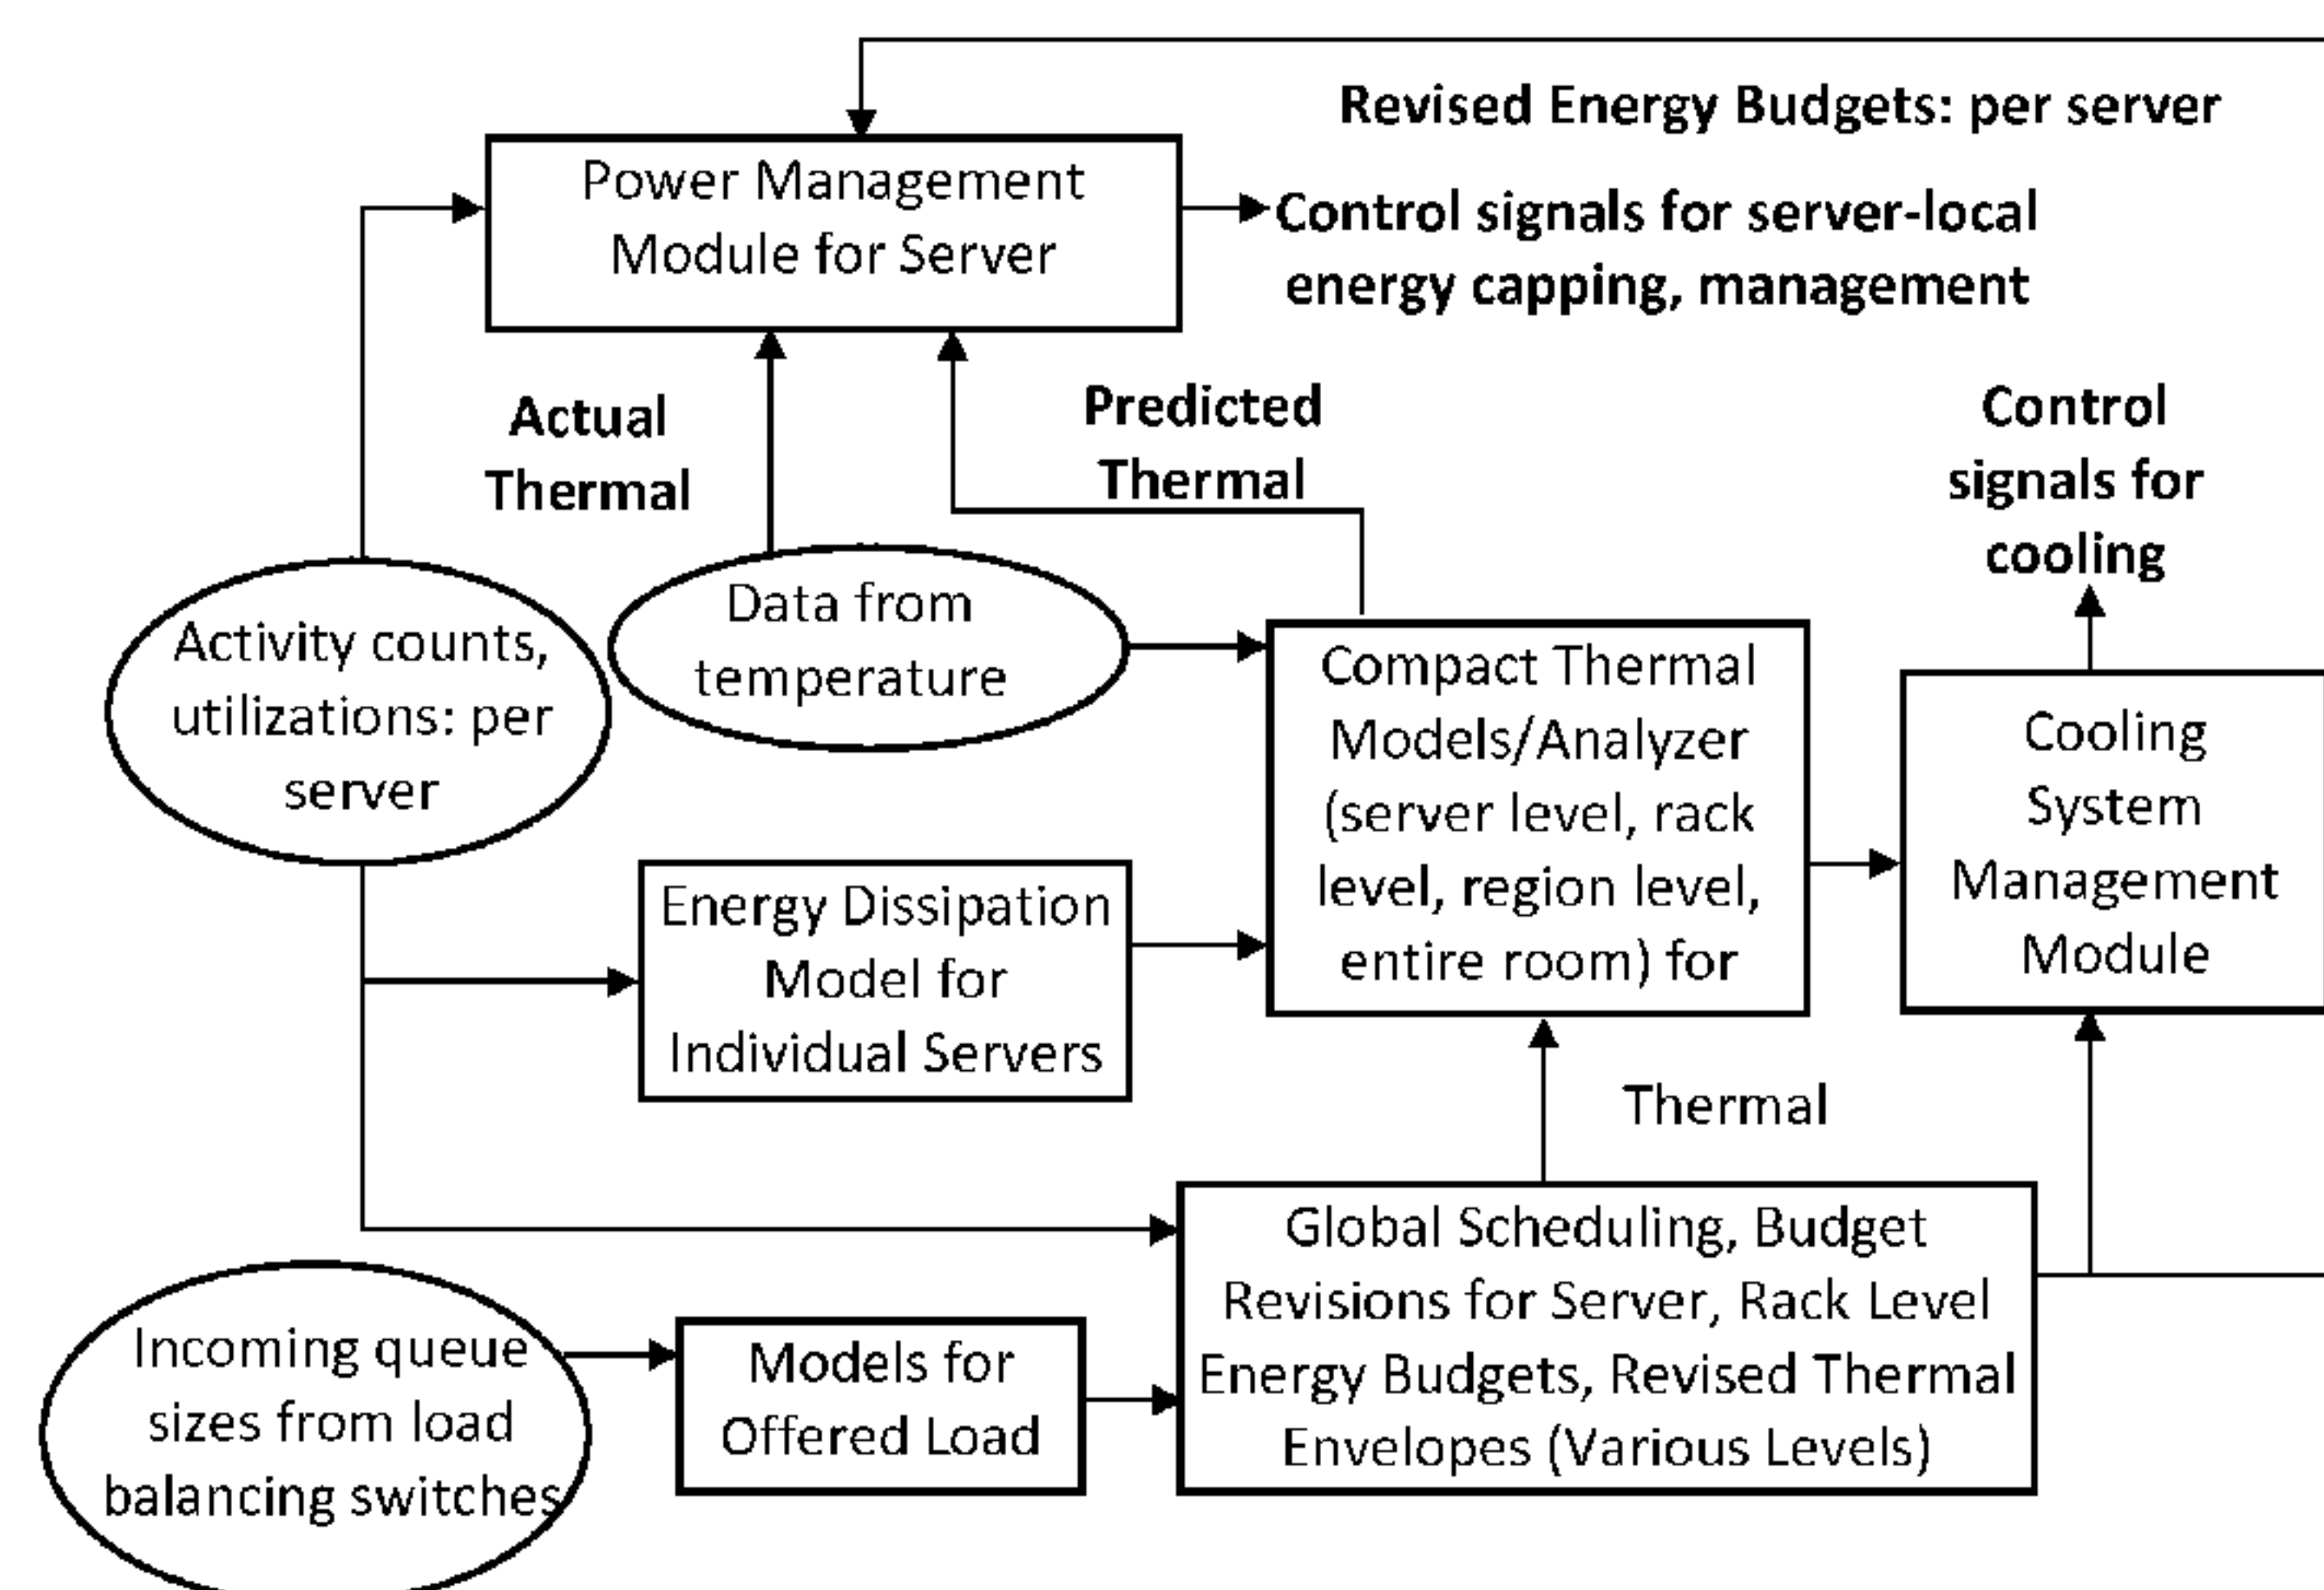 Revised Energy Budgets: per server
Power Management
Module for Server
Control signals for server-local
energy capping, management
Actual
Thermal
Predicted
Thermal
Control
signals for
cooling
Activity counts,
utilizations: per
server
Data from
temperature
Compact Thermal
Models/Analyzer
(server level, rack
level, region level,
entire room) for
Cooling
System
Management
Module
Energy Dissipation
Model for
Individual Servers
Thermal
Global Scheduling, Budget
Revisions for Server, Rack Level
Energy Budgets, Revised Thermal
Envelopes (Various Levels)
Incoming queue
sizes from load
balancing switches
Models for
Offered Load